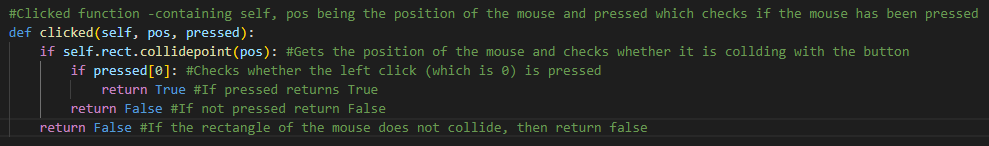 #Clicked function -containing self, pos being the position of the mouse and pressed which checks if the mouse has been pressed
def clicked(self, pos, pressed):
    if self.rect.collidepoint(pos): #Gets the position of the mouse and checks whether it is collding with the button
        if pressed[0]: #Checks whether the left click (which is 0) is pressed
            return True #If pressed returns True
        return False #If not pressed return False
    return False #If the rectangle of the mouse does not collide, then return false